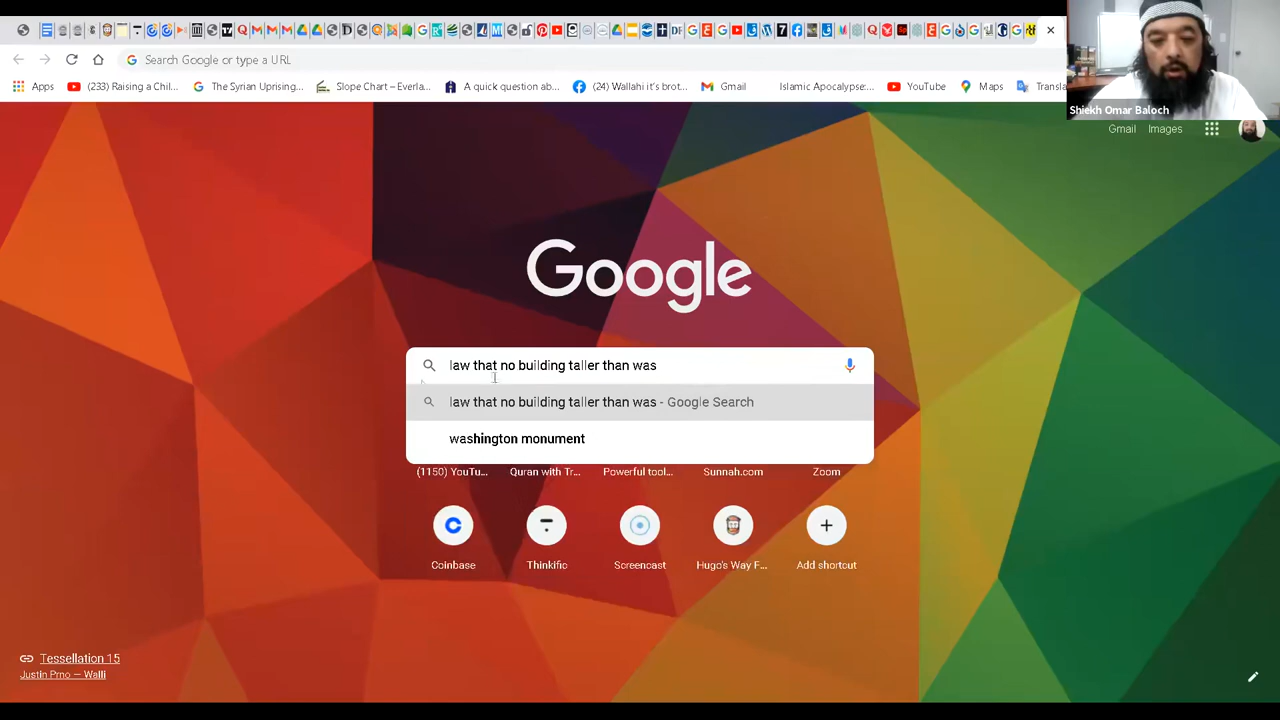 Search Google or type a URL
Apps
(233) Raising a Chil...
The Syrian Uprising...
Slope Chart – Everla...
A quick question ab...
(24) Wallahi it's brot...
Gmail
Islamic Apocalypse:...
YouTube
Maps
Transla
Shiekh Omar Baloch
Gmail
Images
Google
law that no building taller than was
law that no building taller than was - Google Search
washington monument
(1150) YouTu...
Quran with Tr...
Powerful tool...
Sunnah.com
Zoom
Coinbase
Thinkific
Screencast
Hugo's Way F...
Add shortcut
Tessellation 15
Justin Prno — Walli